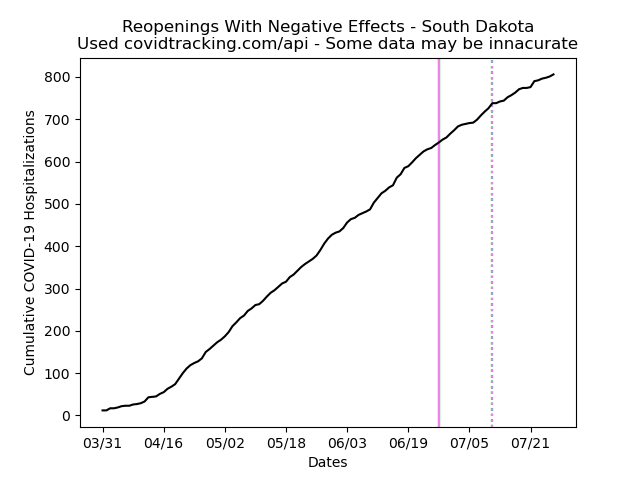 Reopenings With Negative Effects - South Dakota
Used covidtracking.com/api - Some data may be innacurate
Cumulative COVID-19 Hospitalizations
800
700
600
500
400
300
200
100
0
03/31 04/16 05/02 05/18 06/03 06/19 07/05 07/21
Dates